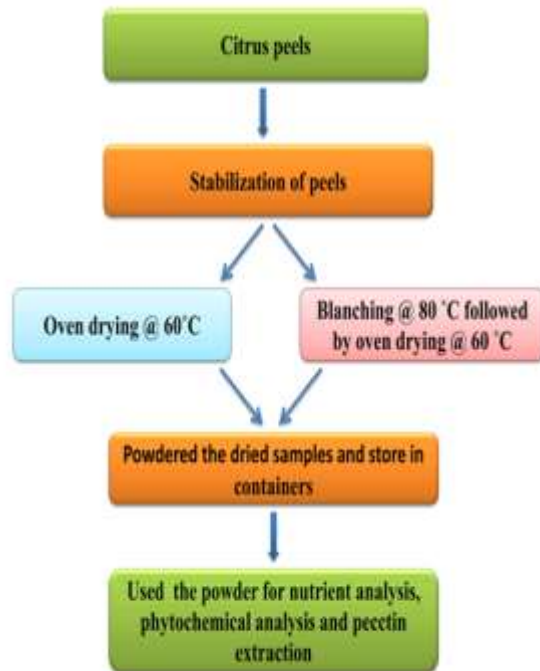 Citrus peels
Stabilization of peels
Oven drying @ 60˚C
Blanching @ 80 ˚C followed
by oven drying @ 60 ˚C
Powdered the dried samples and store in
containers
Used the powder for nutrient analysis,
phytochemical analysis and pecctin
extraction